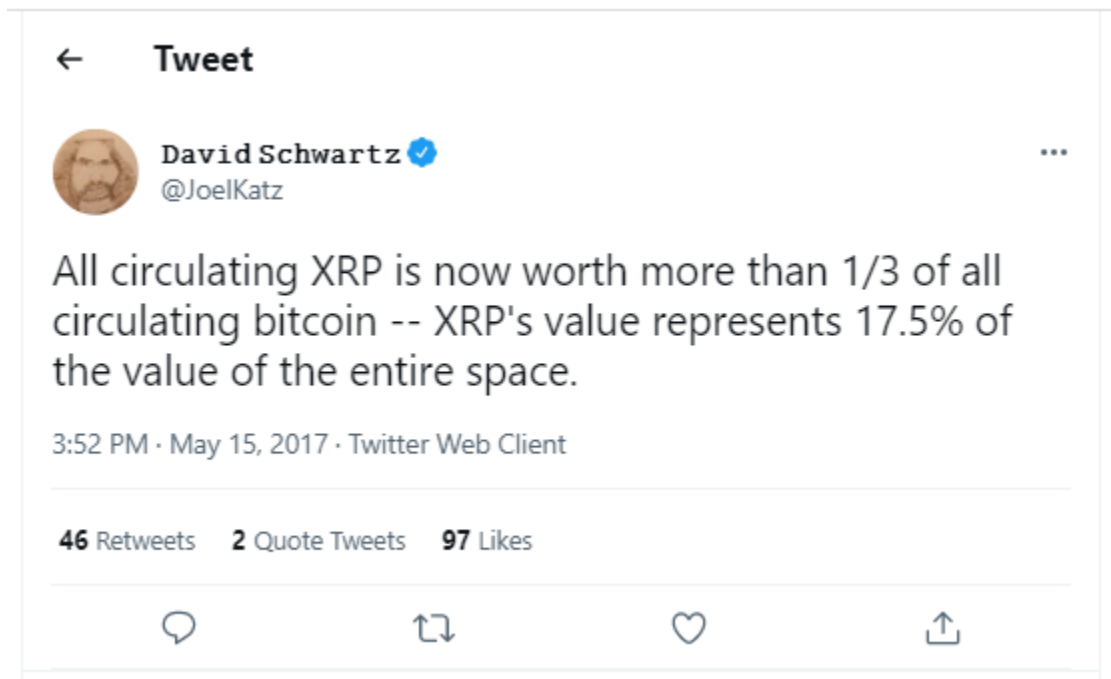 Tweet
David Schwartz
@JoelKatz
All circulating XRP is now worth more than 1/3 of all
circulating bitcoin -- XRP's value represents 17.5% of
the value of the entire space.
3:52 PM · May 15, 2017 · Twitter Web Client
46 Retweets 2 Quote Tweets 97 Likes